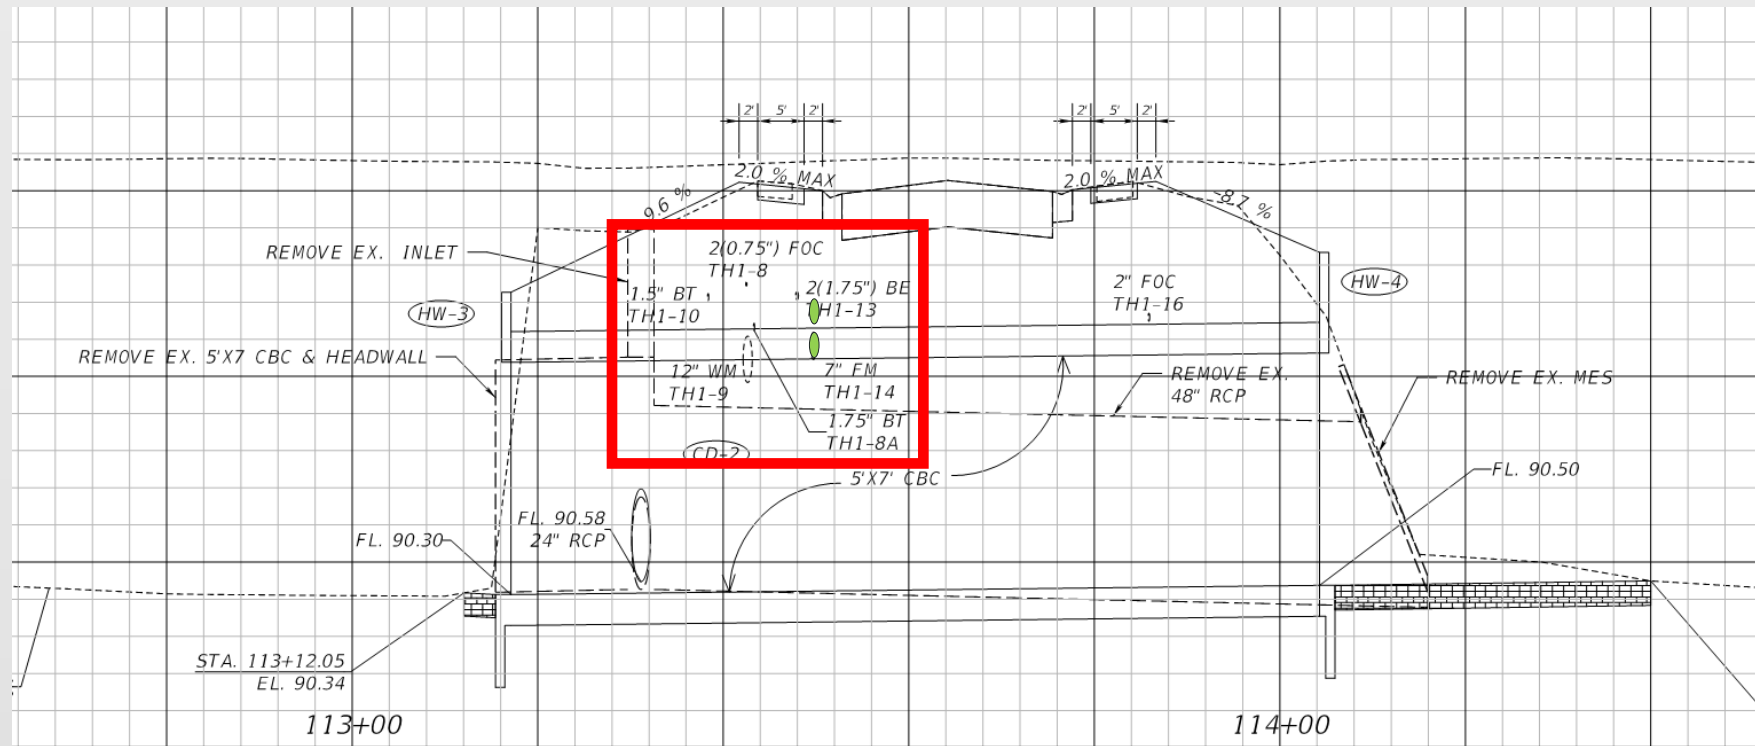 2' 5' 2'
2' 5' 2'
2.0 % MAX
2.0 % MAX
9.6 %
-8.7 %
REMOVE EX. INLET
2(0.75") FOC
TH1-8
1.5" BT
TH1-10
2(1.75") BE
TH1-13
2" FOC
TH1-16
HW-3
HW-4
REMOVE EX. 5'X7 CBC & HEADWALL
12" WM
TH1-9
7" FM
TH1-14
REMOVE EX.
48" RCP
REMOVE EX. MES
1.75" BT
TH1-8A
CD-2
5'X7' CBC
FL. 90.50
FL. 90.58
24" RCP
FL. 90.30
STA. 113+12.05
EL. 90.34
113+00
114+00